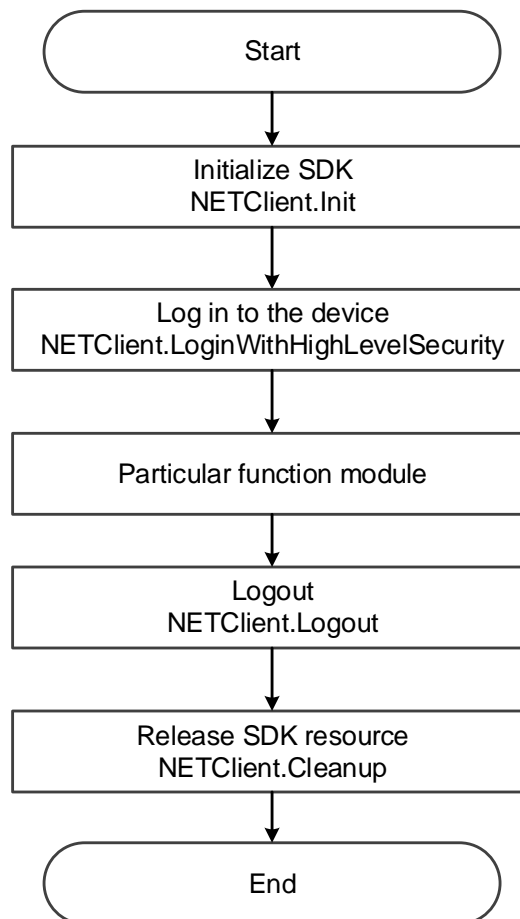 Start
Initialize SDK
NETClient.Init
Log in to the device
NETClient.LoginWithHighLevelSecurity
Particular function module
Logout
NETClient.Logout
Release SDK resource
NETClient.Cleanup
End